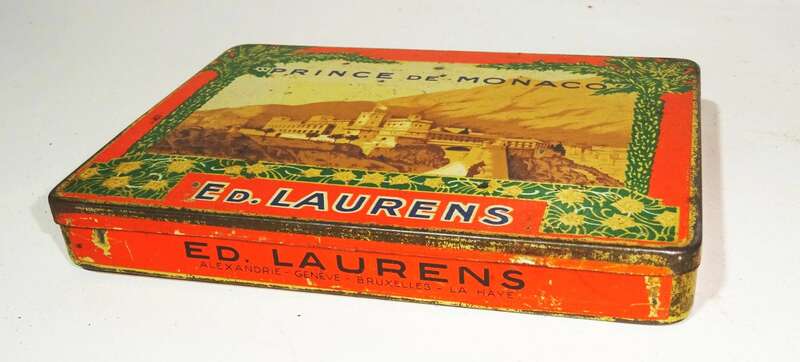 "PRINCE DE MONACO
ED. LAURENS
ED. LAURENS
ALEXANDRIE - GENÈVE - BRUXELLES - LA HAYE